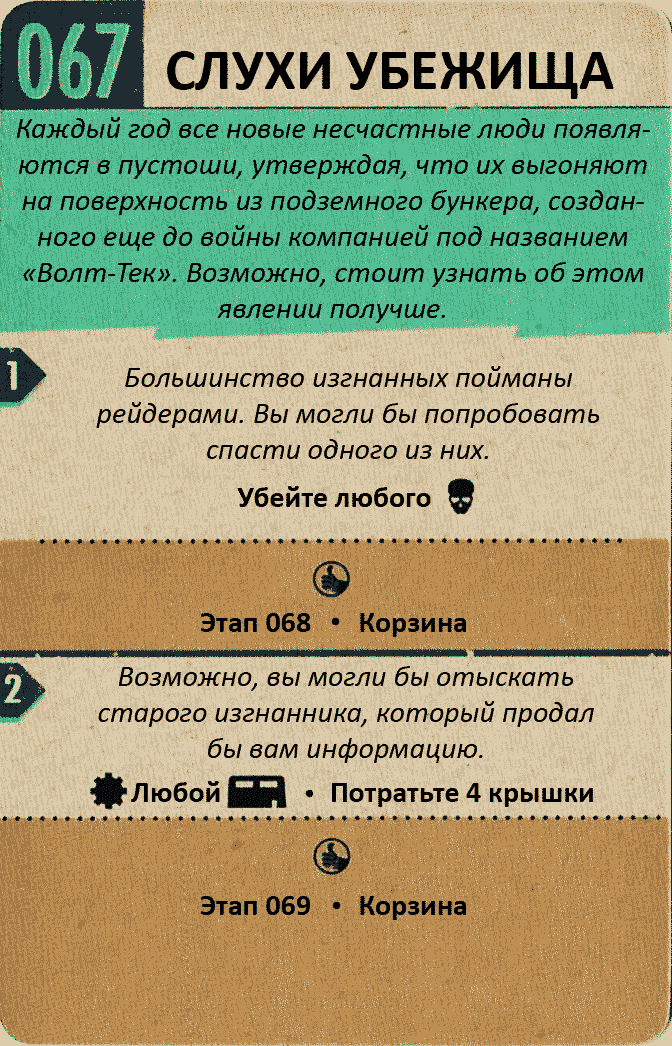 067
СЛУХИ УБЕЖИЩА
Каждый год все новые несчастные люди появля-
ются в пустоши, утверждая, что их выгоняют
на поверхность из подземного бункера, создан-
ного еще до войны компанией под названием
«Волт-Тек». Возможно, стоит узнать об этом
явлении получше.
1
Большинство изгнанных пойманы
рейдерами. Вы могли бы попробовать
спасти одного из них.
Убейте любого
Этап 068 • Корзина
2
Возможно, вы могли бы отыскать
старого изгнанника, который продал
бы вам информацию.
Любой • Потратьте 4 крышки
Этап 069 • Корзина